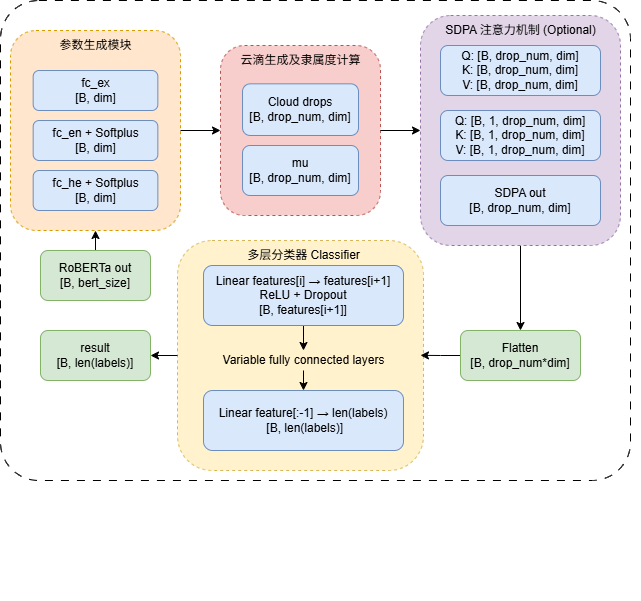 参数生成模块
fc_ex
[B, dim]
fc_en + Softplus
[B, dim]
fc_he + Softplus
[B, dim]
云滴生成及隶属度计算
Cloud drops
[B, drop_num, dim]
mu
[B, drop_num, dim]
SDPA 注意力机制 (Optional)
Q: [B, drop_num, dim]
K: [B, drop_num, dim]
V: [B, drop_num, dim]
Q: [B, 1, drop_num, dim]
K: [B, 1, drop_num, dim]
V: [B, 1, drop_num, dim]
SDPA out
[B, drop_num, dim]
RoBERTa out
[B, bert_size]
多层分类器 Classifier
Linear features[i] → features[i+1]
ReLU + Dropout
[B, features[i+1]]
Variable fully connected layers
Linear feature[:-1] → len(labels)
[B, len(labels)]
Flatten
[B, drop_num*dim]
result
[B, len(labels)]